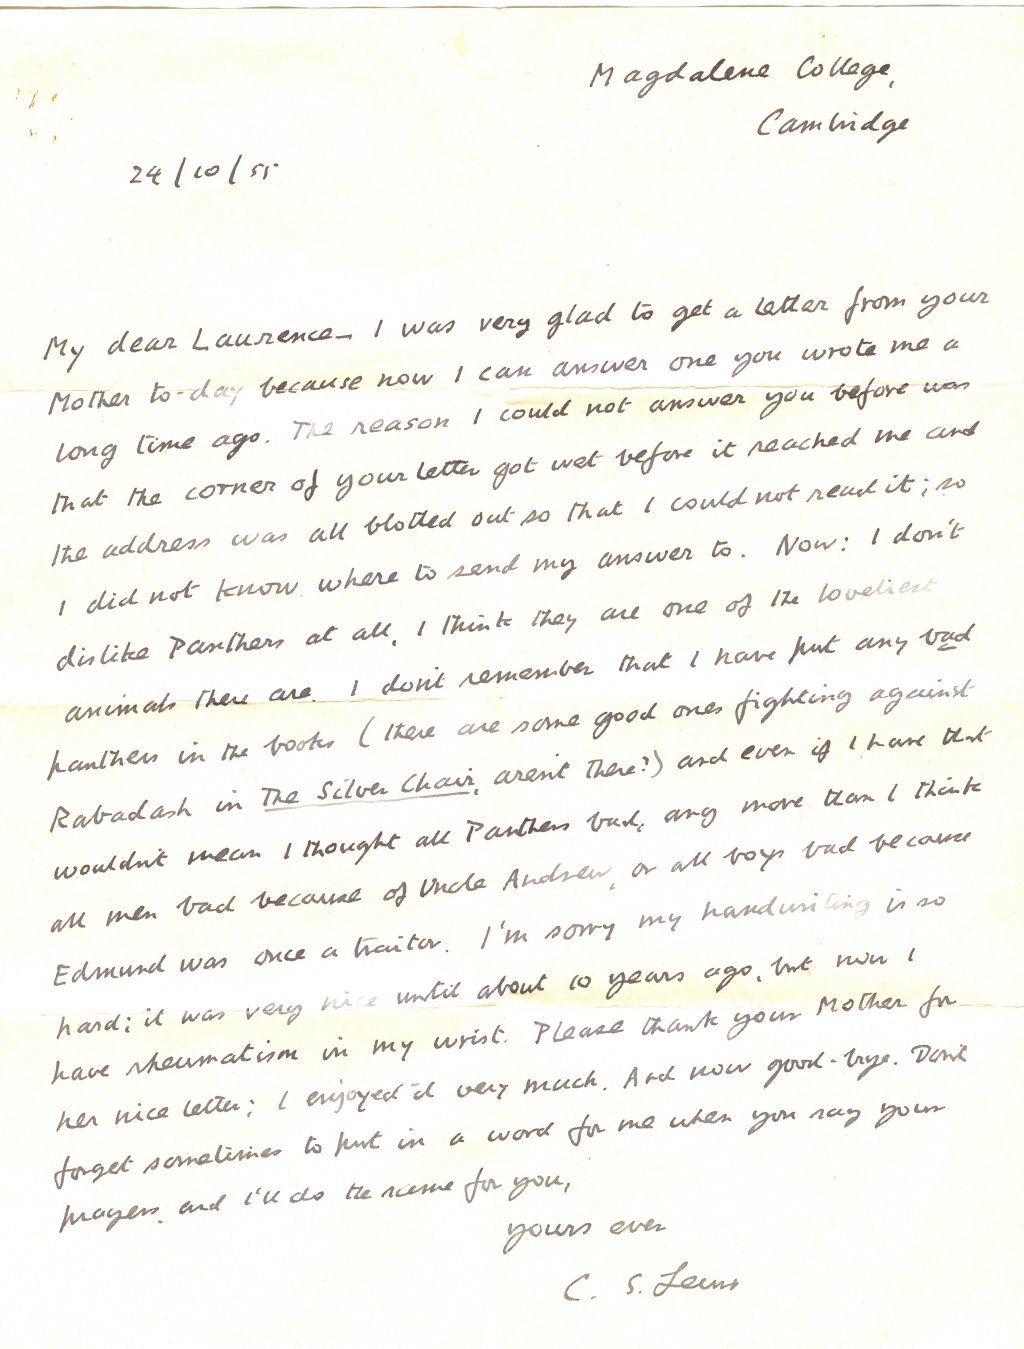 Magdalene College,
Cambridge
24/10/55
My dear Laurence– I was very glad to get a letter from your
Mother to-day because now I can answer one you wrote me a
long time ago. The reason I could not answer you before was
that the corner of your letter got wet before it reached me and
the address was all blotted out so that I could not read it; so
I did not know where to send my answer to. Now: I don't
dislike Panthers at all, I think they are one of the loveliest
animals there are. I don't remember that I have put any bad
panthers in the books (there are some good ones fighting against
Rabadash in The Silver Chair, aren't there?) and even if I have that
wouldn't mean I thought all Panthers bad, any more than I think
all men bad because of Uncle Andrew, or all boys bad because
Edmund was once a traitor. I'm sorry my handwriting is so
hard; it was very nice until about 10 years ago, but now I
have rheumatism in my wrist. Please thank your Mother for
her nice letter; I enjoyed it very much. And now good-bye. Don't
forget sometimes to put in a word for me when you say your
prayers, and I'll do the same for you,
yours ever
C. S. Lewis